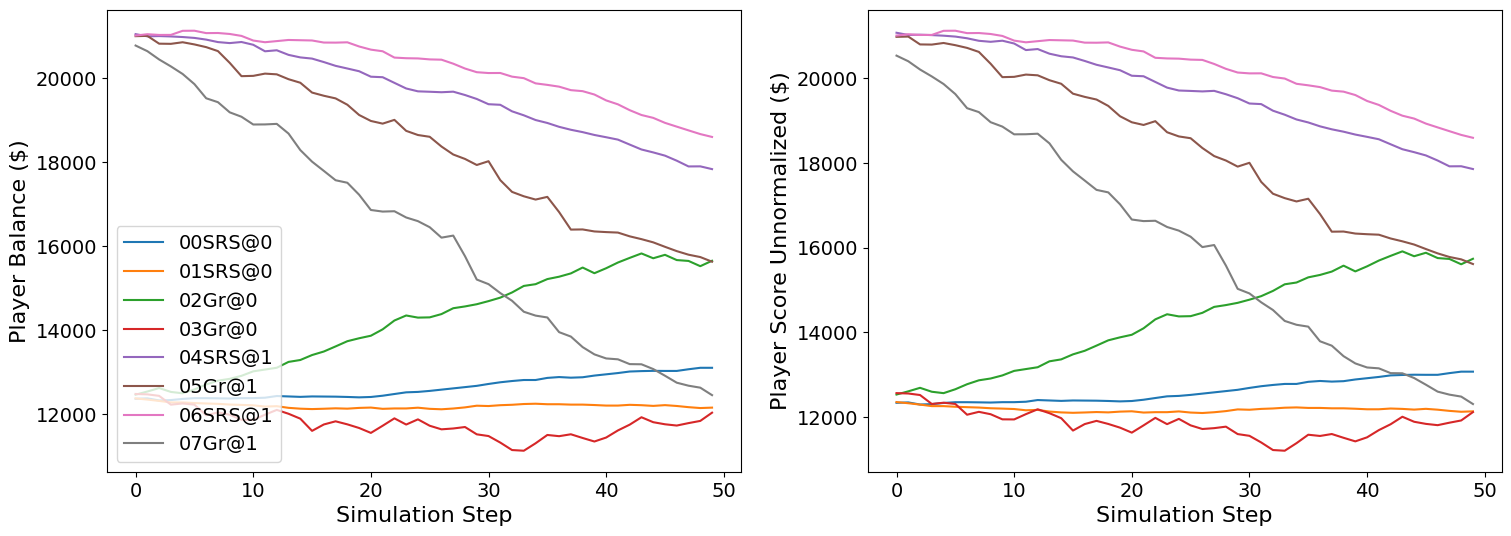 Player Balance ($)
20000
18000
16000
14000
12000
00SRS@0
01SRS@0
02Gr@0
03Gr@0
04SRS@1
05Gr@1
06SRS@1
07Gr@1
0 10 20 30 40 50
Simulation Step
Player Score Unnormalized ($)
20000
18000
16000
14000
12000
0 10 20 30 40 50
Simulation Step